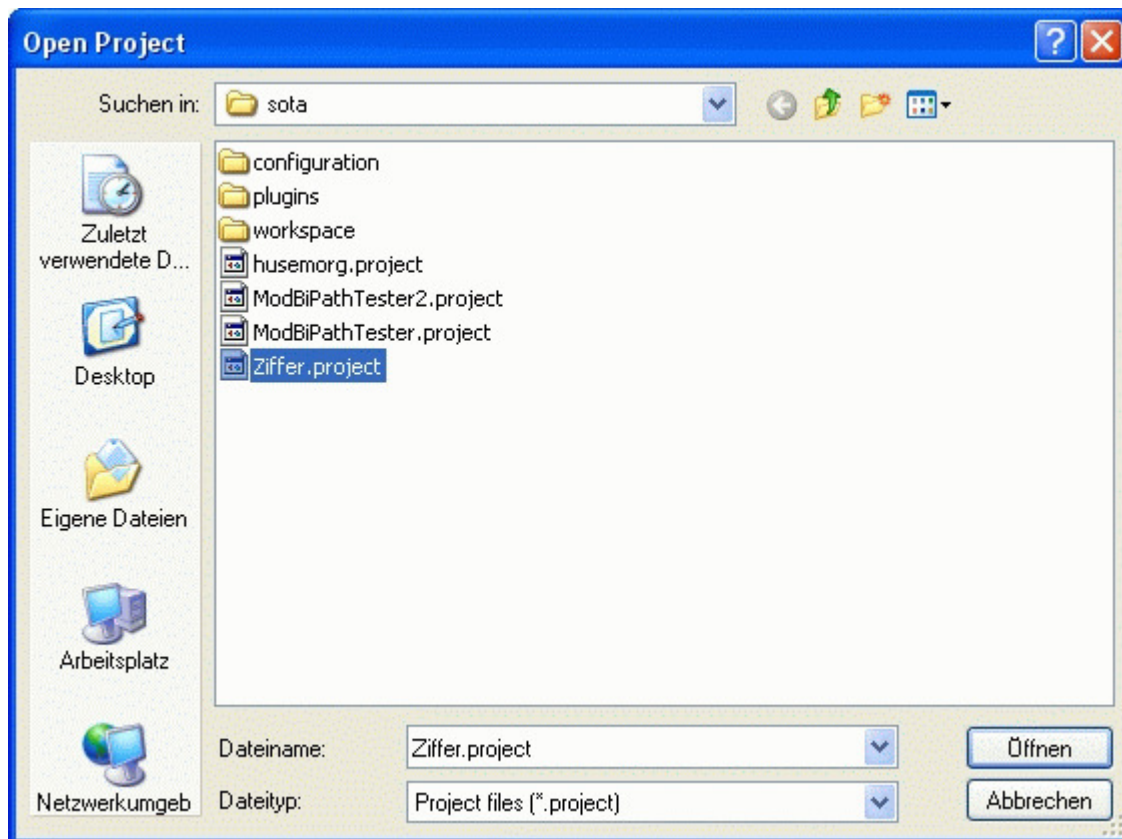 Open Project
Suchen in:
sota
Zuletzt
verwendete D...
Desktop
Eigene Dateien
Arbeitsplatz
Netzwerkumgeb
configuration
plugins
workspace
husemorg.project
ModBiPathTester2.project
ModBiPathTester.project
Ziffer.project
Dateiname:
Ziffer.project
Öffnen
Dateityp:
Project files (*.project)
Abbrechen